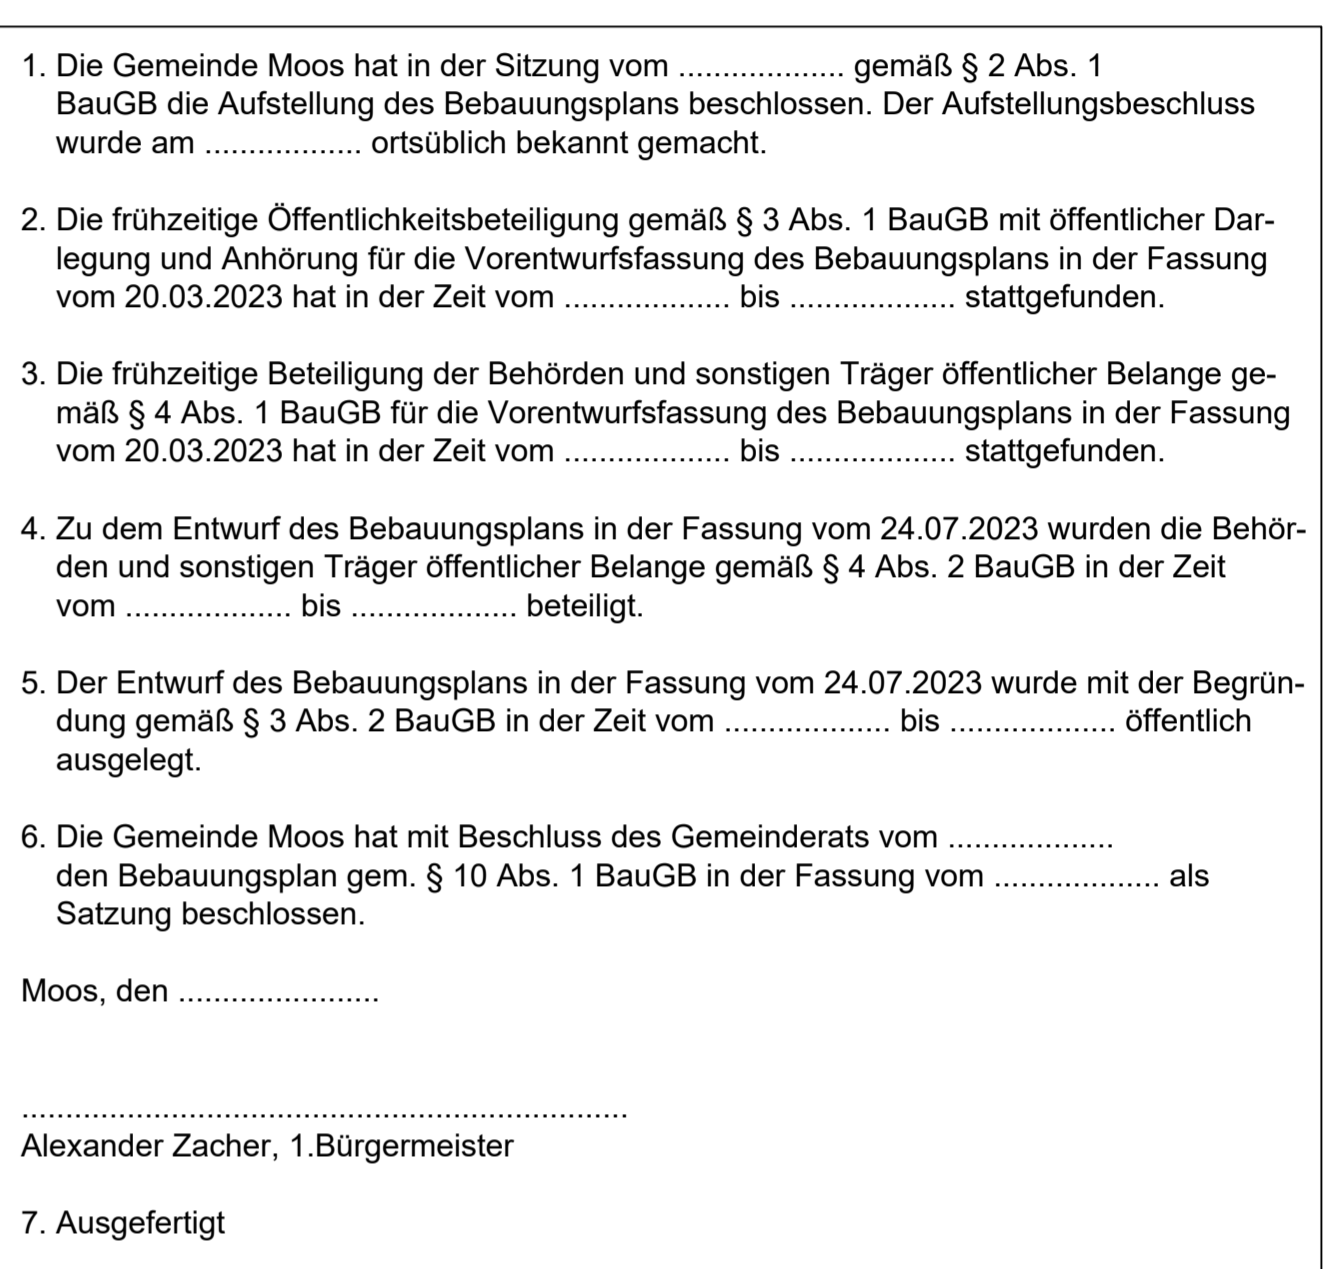 1. Die Gemeinde Moos hat in der Sitzung vom ................... gemäß § 2 Abs. 1
BauGB die Aufstellung des Bebauungsplans beschlossen. Der Aufstellungsbeschluss
wurde am .................. ortsüblich bekannt gemacht.
2. Die frühzeitige Öffentlichkeitsbeteiligung gemäß § 3 Abs. 1 BauGB mit öffentlicher Dar-
legung und Anhörung für die Vorentwurfsfassung des Bebauungsplans in der Fassung
vom 20.03.2023 hat in der Zeit vom ................... bis ................... stattgefunden.
3. Die frühzeitige Beteiligung der Behörden und sonstigen Träger öffentlicher Belange ge-
mäß § 4 Abs. 1 BauGB für die Vorentwurfsfassung des Bebauungsplans in der Fassung
vom 20.03.2023 hat in der Zeit vom ................... bis ................... stattgefunden.
4. Zu dem Entwurf des Bebauungsplans in der Fassung vom 24.07.2023 wurden die Behör-
den und sonstigen Träger öffentlicher Belange gemäß § 4 Abs. 2 BauGB in der Zeit
vom ................... bis ................... beteiligt.
5. Der Entwurf des Bebauungsplans in der Fassung vom 24.07.2023 wurde mit der Begrün-
dung gemäß § 3 Abs. 2 BauGB in der Zeit vom ................... bis ................... öffentlich
ausgelegt.
6. Die Gemeinde Moos hat mit Beschluss des Gemeinderats vom ...................
den Bebauungsplan gem. § 10 Abs. 1 BauGB in der Fassung vom ................... als
Satzung beschlossen.
Moos, den .......................
......................................................................
Alexander Zacher, 1.Bürgermeister
7. Ausgefertigt